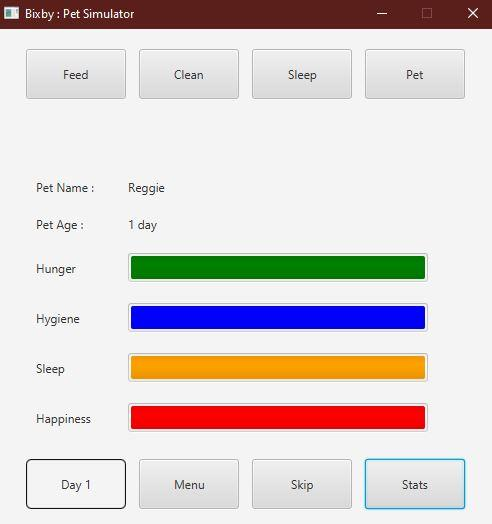 Bixby : Pet Simulator
Feed Clean Sleep Pet
Pet Name : Reggie
Pet Age : 1 day
Hunger
Hygiene
Sleep
Happiness
Day 1 Menu Skip Stats